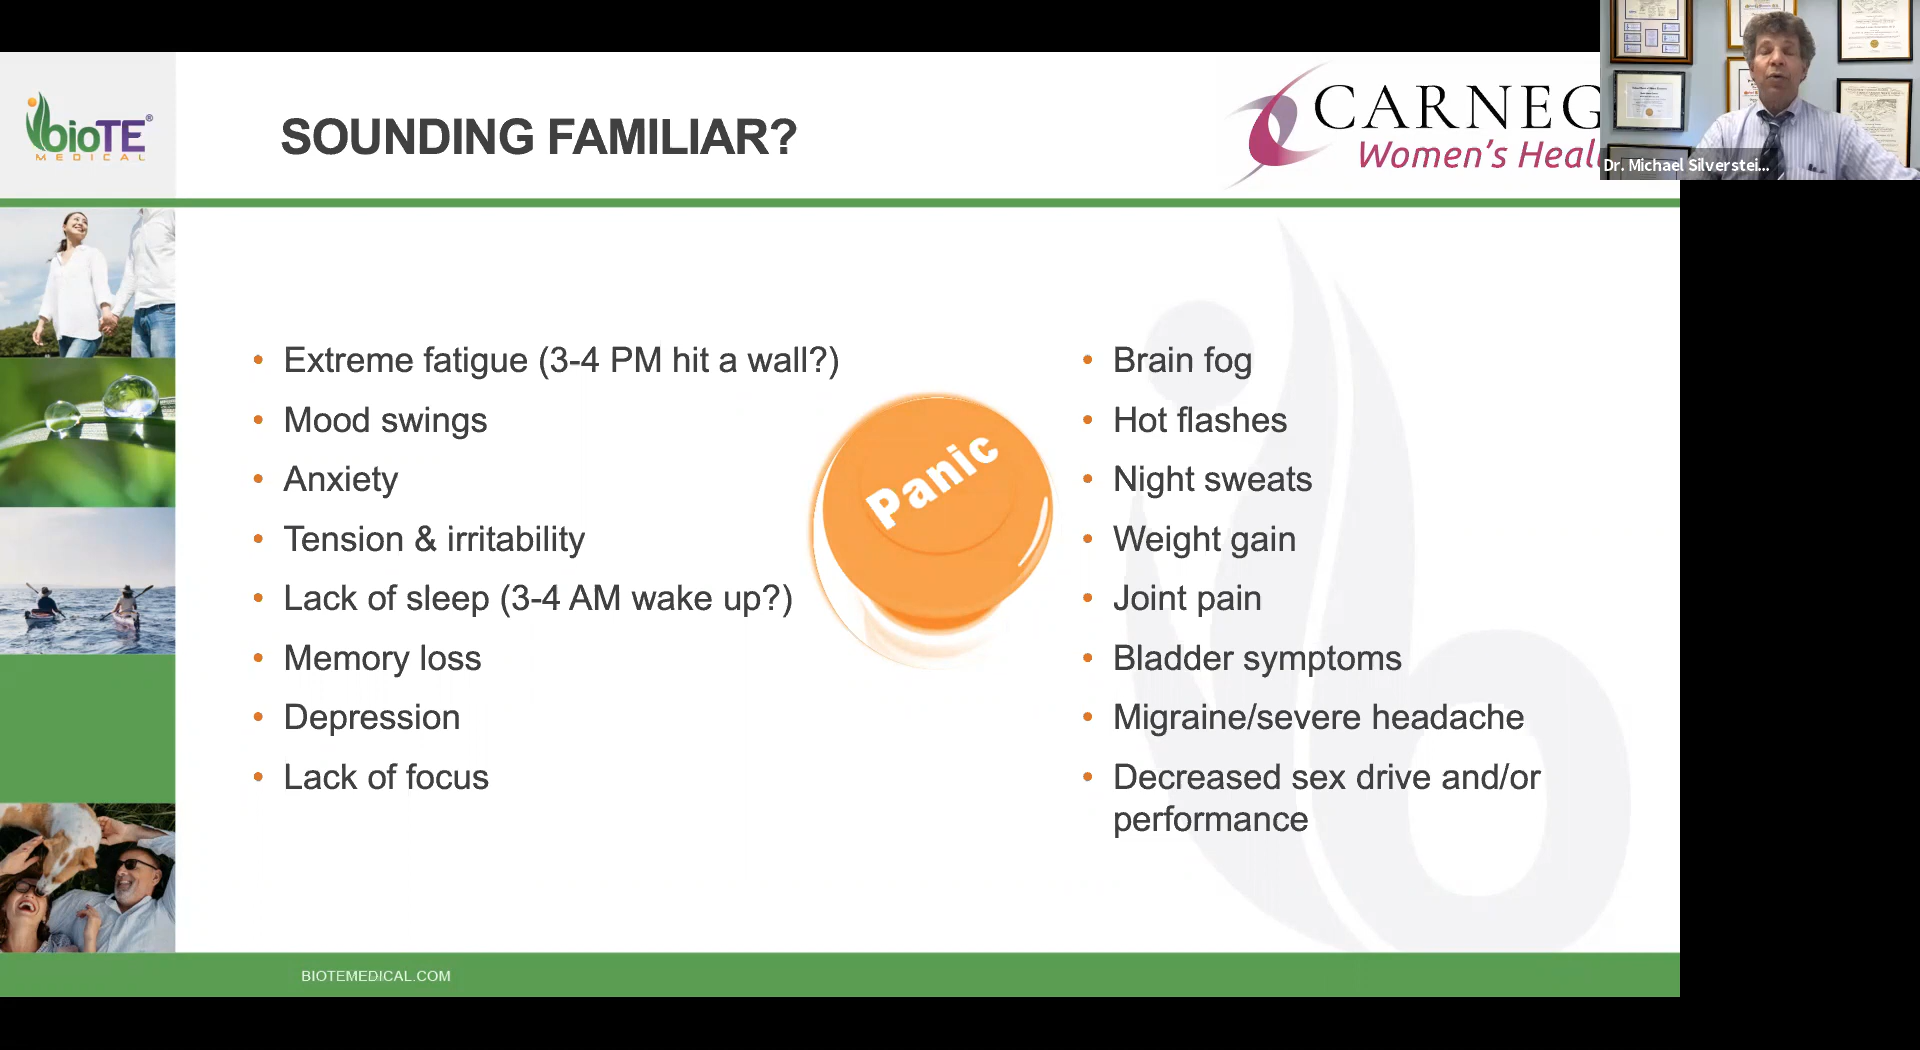 bioTE®
MEDICAL
SOUNDING FAMILIAR?
CARNEG
Women's Heal
Dr. Michael Silverstei...
• Extreme fatigue (3-4 PM hit a wall?)
• Mood swings
• Anxiety
• Tension & irritability
• Lack of sleep (3-4 AM wake up?)
• Memory loss
• Depression
• Lack of focus
Panic
• Brain fog
• Hot flashes
• Night sweats
• Weight gain
• Joint pain
• Bladder symptoms
• Migraine/severe headache
• Decreased sex drive and/or
performance
BIOTEMEDICAL.COM